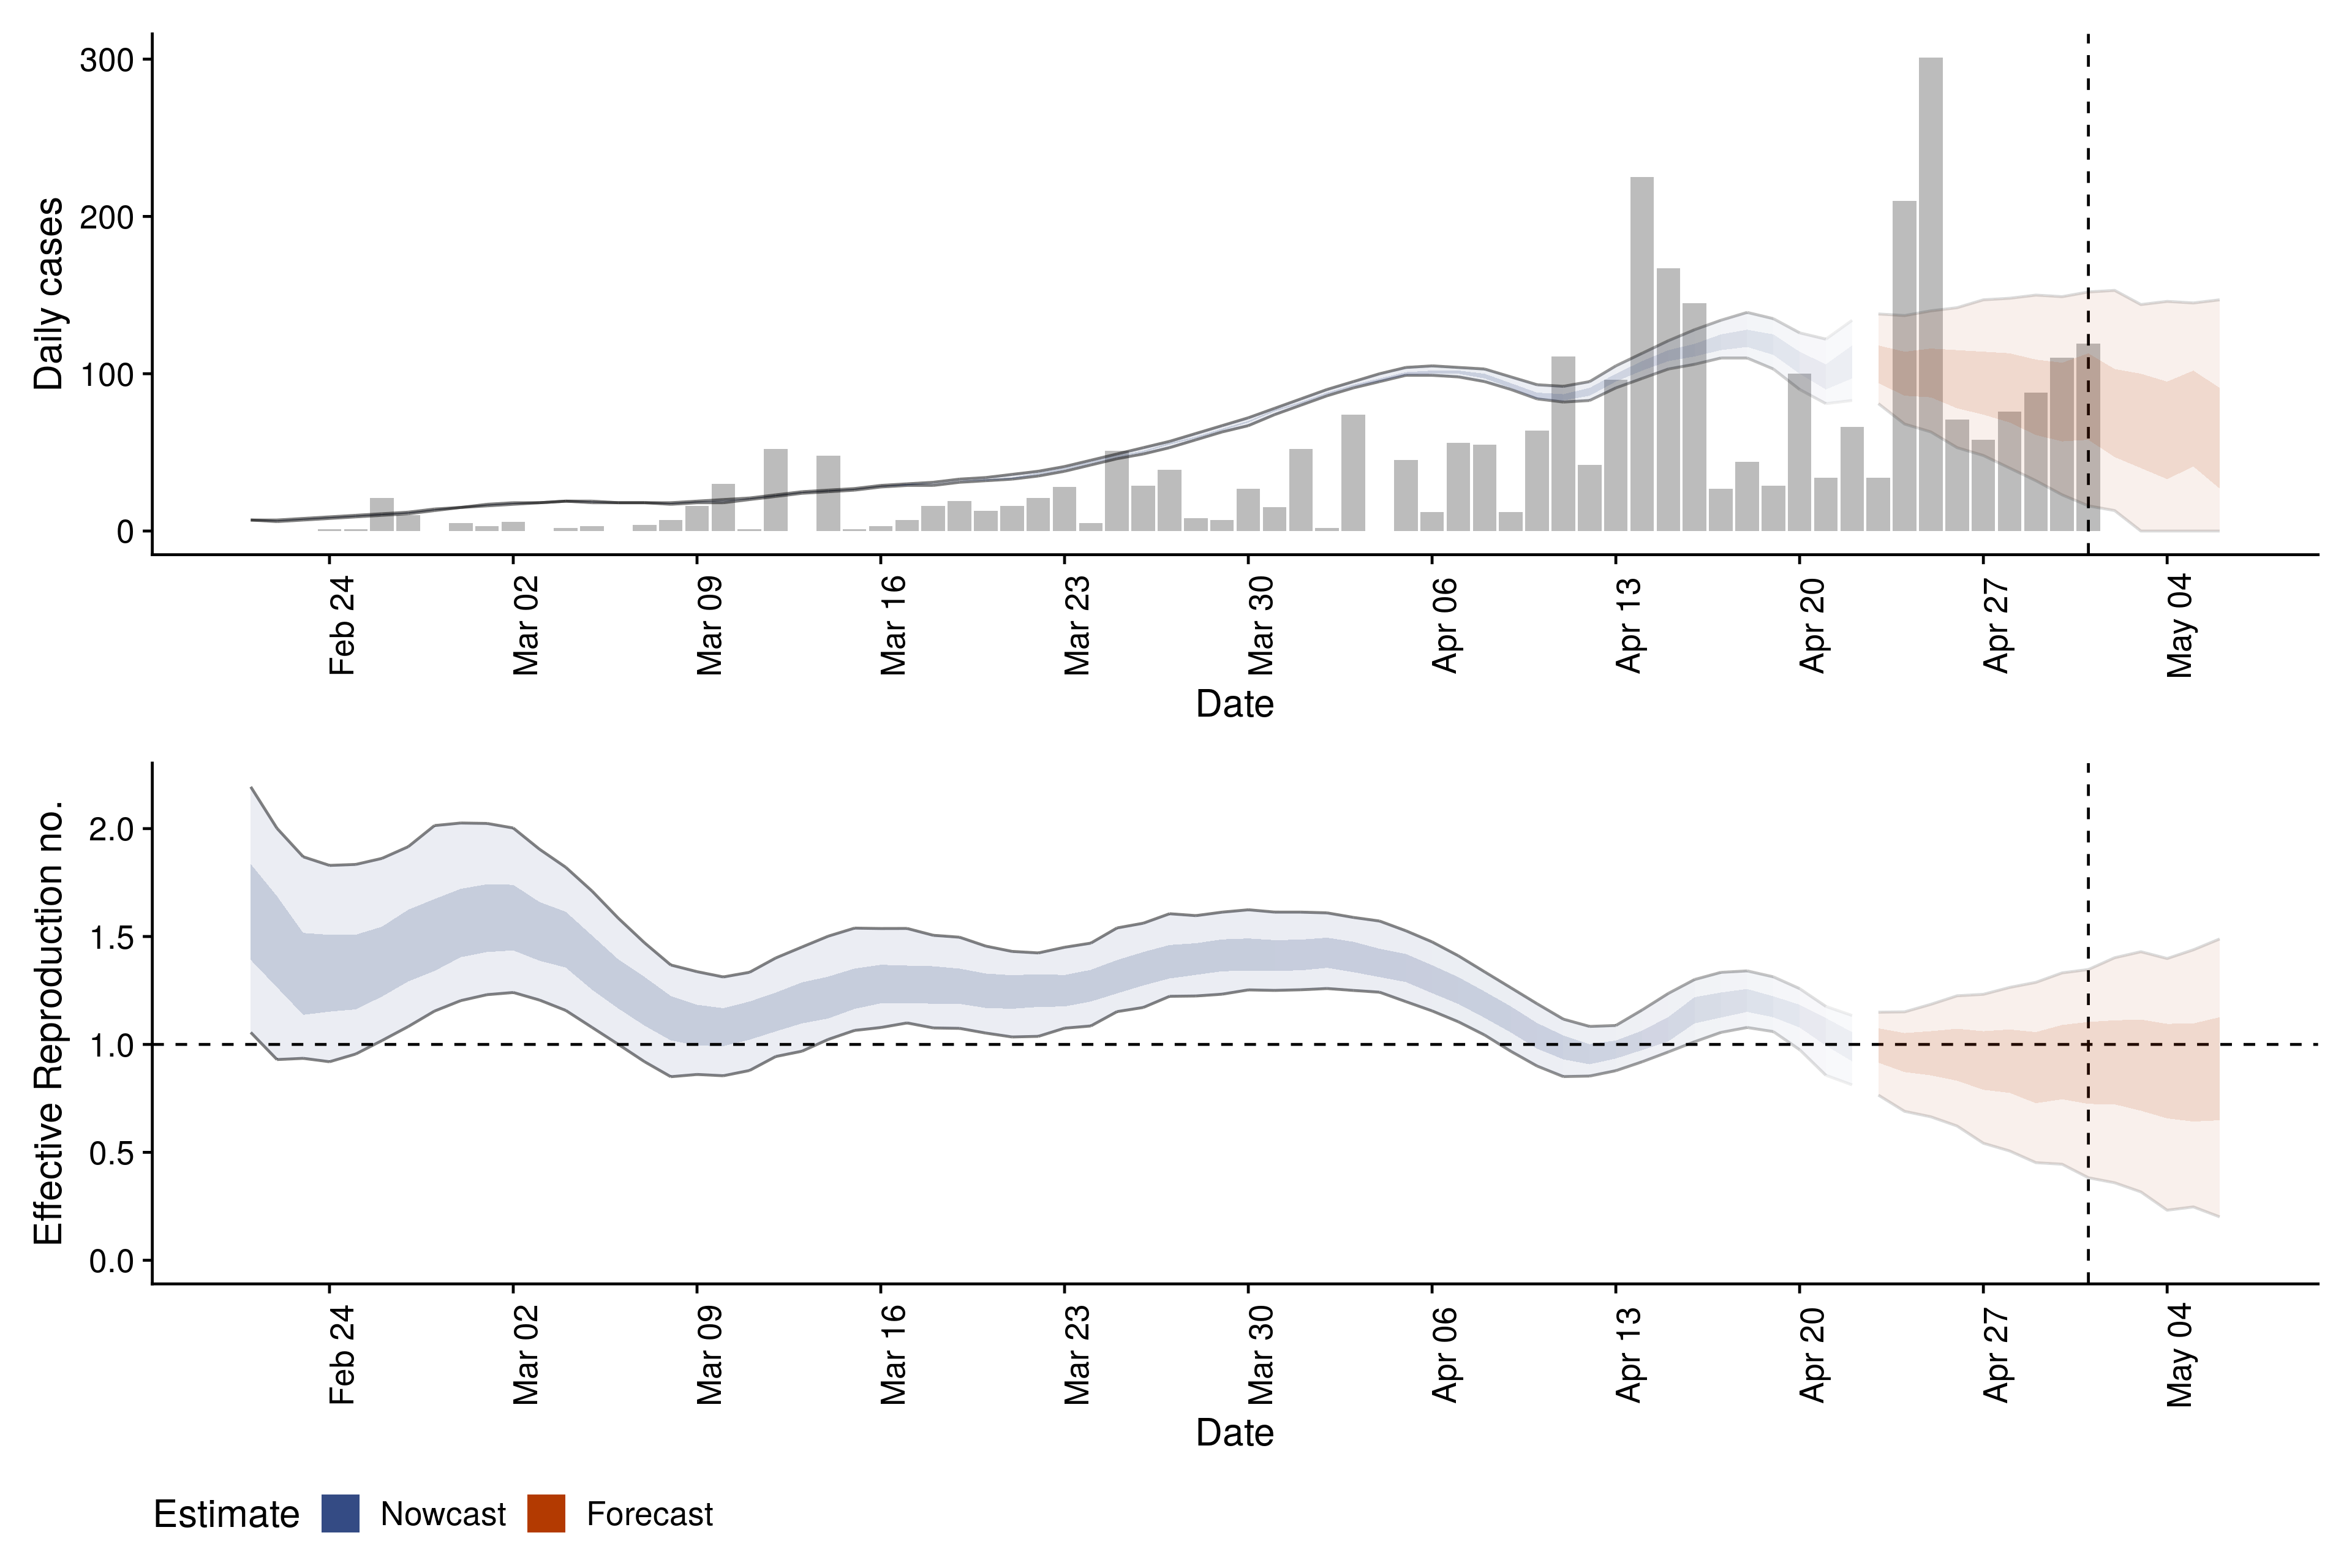 300
200
100
0
Daily cases
Feb 24
Mar 02
Mar 09
Mar 16
Mar 23
Mar 30
Apr 06
Apr 13
Apr 20
Apr 27
May 04
Date
2.0
1.5
1.0
0.5
0.0
Effective Reproduction no.
Feb 24
Mar 02
Mar 09
Mar 16
Mar 23
Mar 30
Apr 06
Apr 13
Apr 20
Apr 27
May 04
Date
Estimate Nowcast Forecast